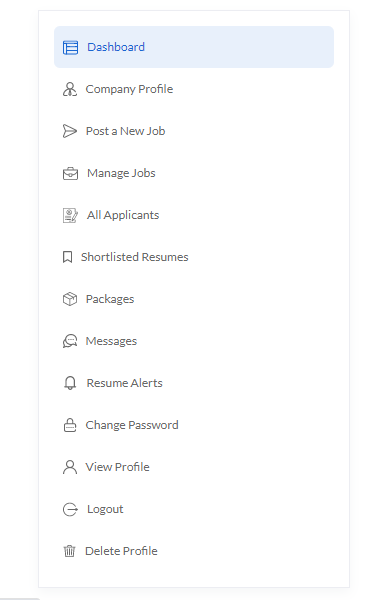 Dashboard
Company Profile
Post a New Job
Manage Jobs
All Applicants
Shortlisted Resumes
Packages
Messages
Resume Alerts
Change Password
View Profile
Logout
Delete Profile